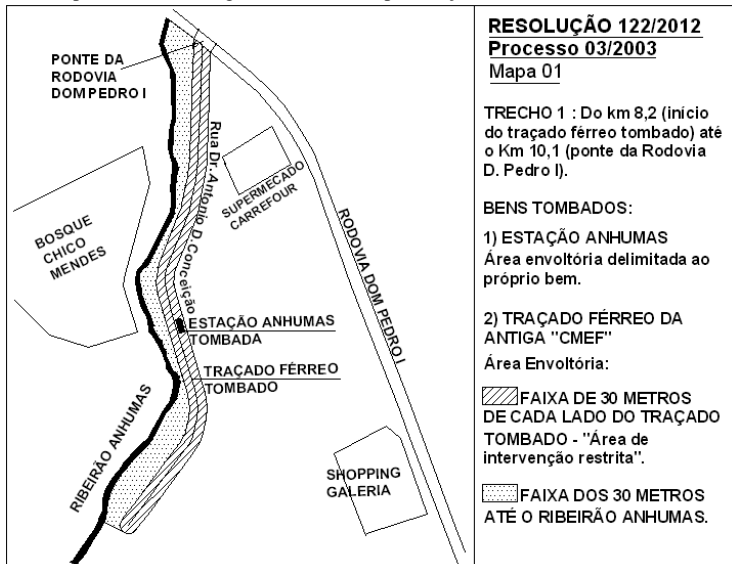 PONTE DA
RODOVIA
DOM PEDRO I
Rua Dr. Antonio D.Conceição
SUPERMECADO
CARREFOUR
BOSQUE
CHICO
MENDES
RODOVIA DOM PEDRO I
ESTAÇÃO ANHUMAS
TOMBADA
TRAÇADO FÉRREO
TOMBADO
RIBEIRÃO ANHUMAS
SHOPPING
GALERIA
RESOLUÇÃO 122/2012
Processo 03/2003
Mapa 01
TRECHO 1 : Do km 8,2 (início
do traçado férreo tombado) até
o Km 10,1 (ponte da Rodovia
D. Pedro I).
BENS TOMBADOS:
1) ESTAÇÃO ANHUMAS
Área envoltória delimitada ao
próprio bem.
2) TRAÇADO FÉRREO DA
ANTIGA "CMEF"
Área Envoltória:
FAIXA DE 30 METROS
DE CADA LADO DO TRAÇADO
TOMBADO - "Área de
intervenção restrita".
FAIXA DOS 30 METROS
ATÉ O RIBEIRÃO ANHUMAS.